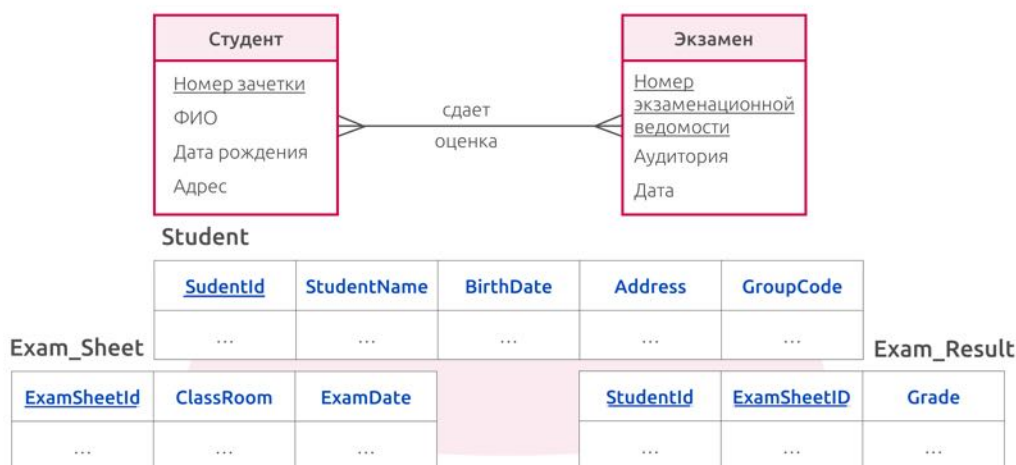 Студент
Номер зачетки
ФИО
Дата рождения
Адрес
сдает
оценка
Экзамен
Номер
экзаменационной
ведомости
Аудитория
Дата
Student
SudentId StudentName BirthDate Address GroupCode
... ... ... ... ...
Exam_Sheet
ExamSheetId ClassRoom ExamDate
... ... ...
Exam_Result
StudentId ExamSheetID Grade
... ... ...